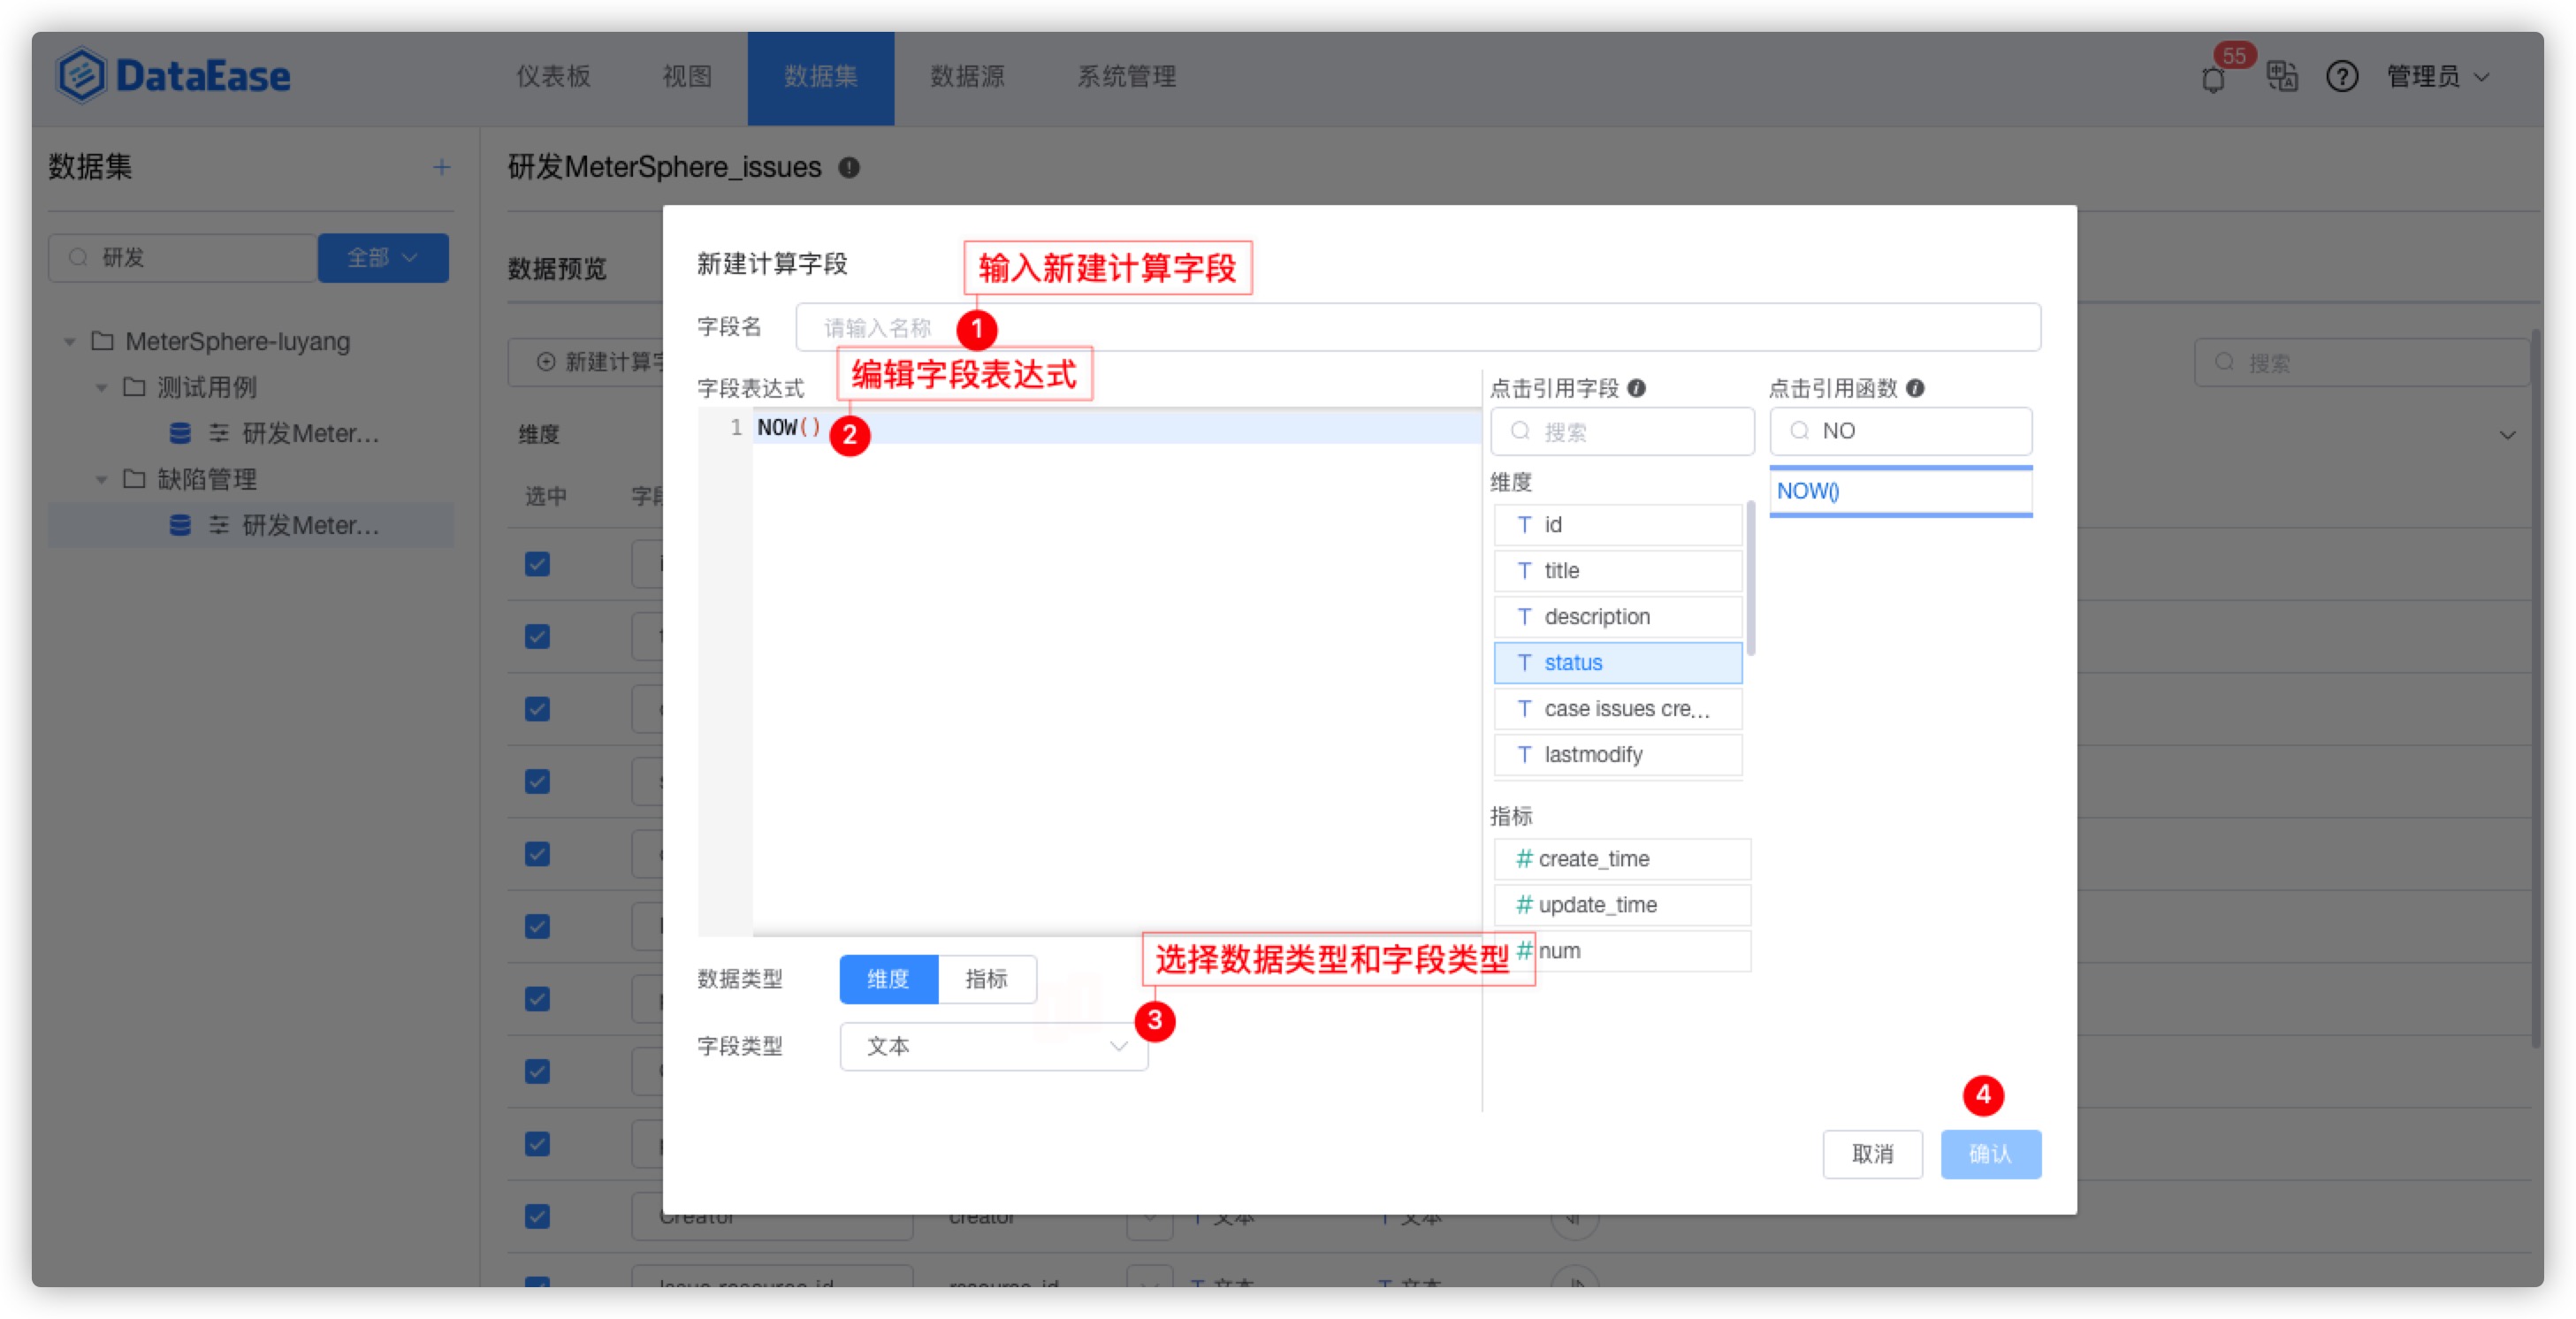 DataEase
仪表板
视图
数据集
数据源
系统管理
55
管理员
数据集
+
研发MeterSphere_issues
研发
全部
数据预览
MeterSphere-luyang
测试用例
研发Meter...
缺陷管理
研发Meter...
新建计算字
搜索
维度
选中
新建计算字段
输入新建计算字段
字段名
请输入名称
1
编辑字段表达式
字段表达式
1 NOW()
2
点击引用字段
搜索
维度
T id
T title
T description
T status
T case issues cre...
T lastmodify
指标
# create_time
# update_time
# num
点击引用函数
NO
NOW()
选择数据类型和字段类型
3
数据类型
维度
指标
字段类型
文本
4
取消
确认
Creator
creator
T 文本
T 文本
Issue resource id
resource_id
T 文本
T 文本